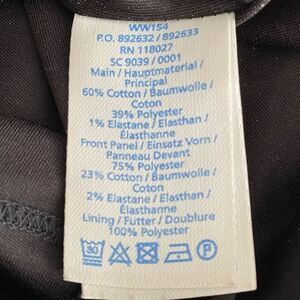 WW154
P.O. 892632 / 892633
RN 118027
SC 9039 / 0001
Main / Hauptmaterial /
Principal
60% Cotton / Baumwolle /
Coton
39% Polyester
1% Elastane / Elasthan /
Élasthanne
Front Panel / Einsatz Vorn /
Panneau Devant
75% Polyester
23% Cotton / Baumwolle /
Coton
2% Elastane / Elasthan /
Élasthanne
Lining / Futter / Doublure
100% Polyester
30 P